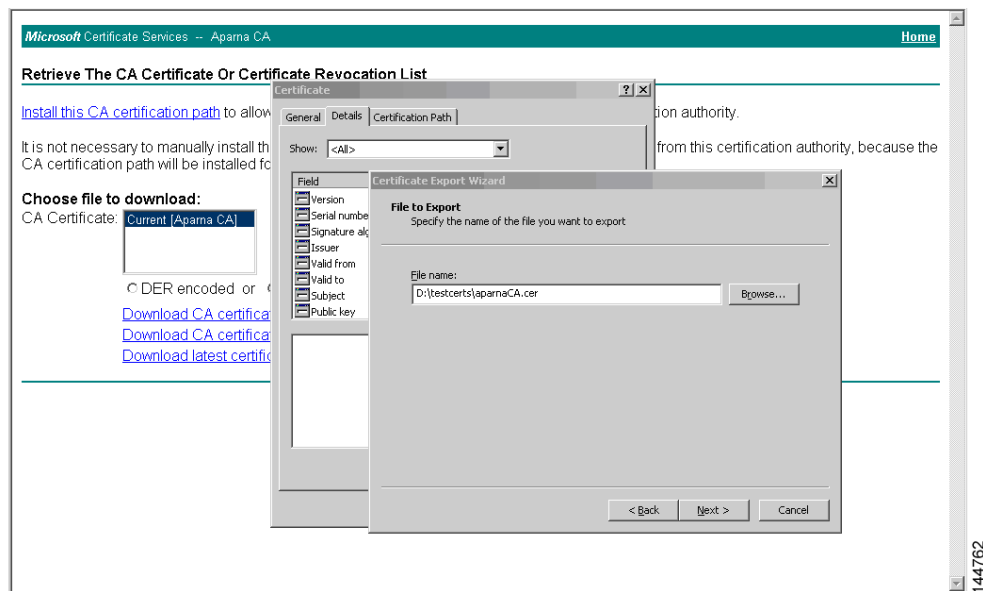 Microsoft Certificate Services -- Aparna CA Home
Retrieve The CA Certificate Or Certificate Revocation List
Install this CA certification path to allow
tion authority.
It is not necessary to manually install th
from this certification authority, because the
CA certification path will be installed fo
Choose file to download:
CA Certificate: Current [Aparna CA]
DER encoded or
Download CA certifica
Download CA certifica
Download latest certific
Certificate
General Details Certification Path
Show: <All>
Field
Version
Serial numbe
Signature alg
Issuer
Valid from
Valid to
Subject
Public key
Certificate Export Wizard
File to Export
Specify the name of the file you want to export
File name:
D:\testcerts\aparnaCA.cer Browse...
< Back Next > Cancel
144762